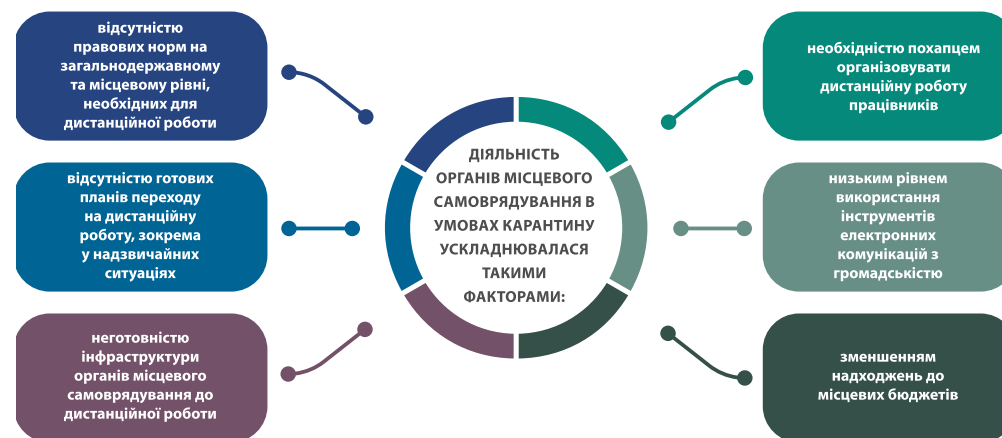 відсутністю
правових норм на
загальнодержавному
та місцевому рівні,
необхідних для
дистанційної роботи
відсутністю готових
планів переходу
на дистанційну
роботу, зокрема
у надзвичайних
ситуаціях
неготовністю
інфраструктури
органів місцевого
самоврядування до
дистанційної роботи
ДІЯЛЬНІСТЬ
ОРГАНІВ МІСЦЕВОГО
САМОВРЯДУВАННЯ В
УМОВАХ КАРАНТИНУ
УСКЛАДНЮВАЛАСЯ
ТАКИМИ
ФАКТОРАМИ:
необхідністю похапцем
організовувати
дистанційну роботу
працівників
низьким рівнем
використання
інструментів
електронних
комунікацій з
громадськістю
зменшенням
надходжень до
місцевих бюджетів